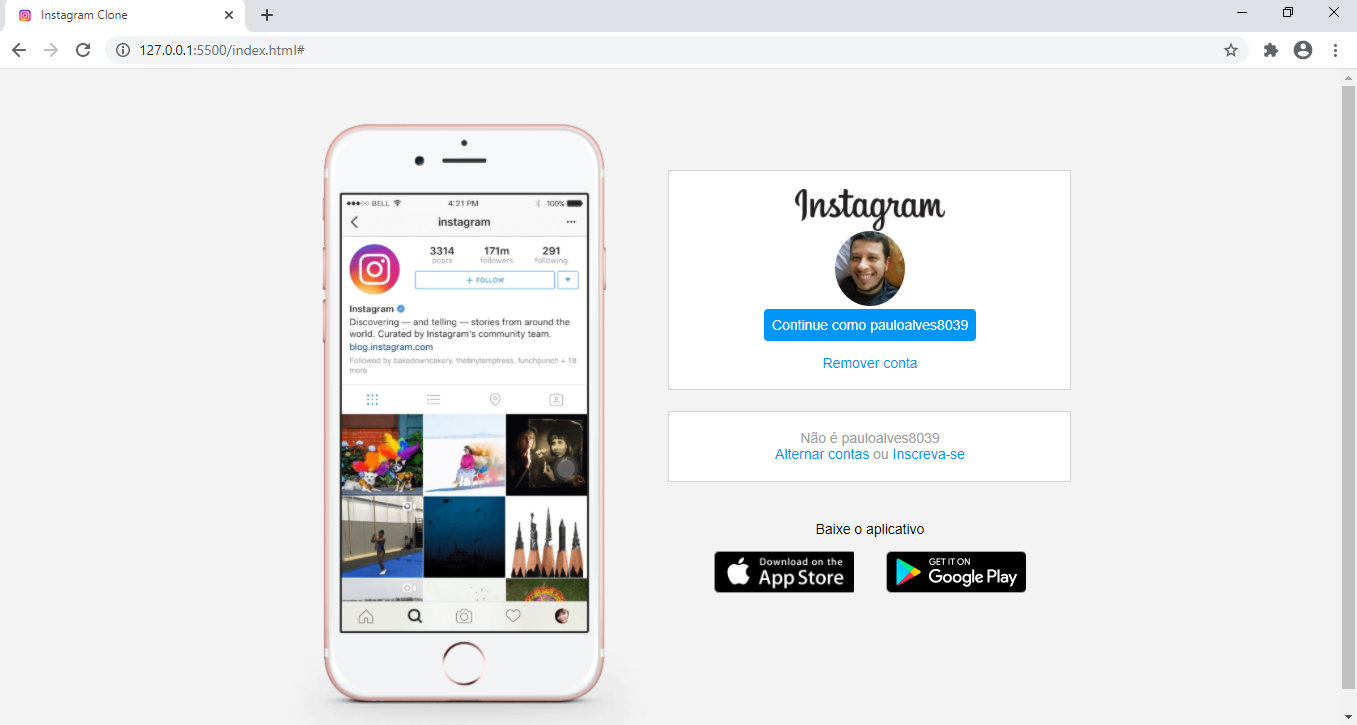 Instagram Clone
127.0.0.1:5500/index.html#
BELL 4:21 PM 100%
instagram
3314 171m 291
posts followers following
+ FOLLOW
Instagram
Discovering — and telling — stories from around the
world. Curated by Instagram's community team.
blog.instagram.com
Followed by bakedowncakery, thetinytemptress, funchpunch + 18
more
Instagram
Continue como pauloalves8039
Remover conta
Não é pauloalves8039
Alternar contas ou Inscreva-se
Baixe o aplicativo
Download on the
App Store
GET IT ON
Google Play